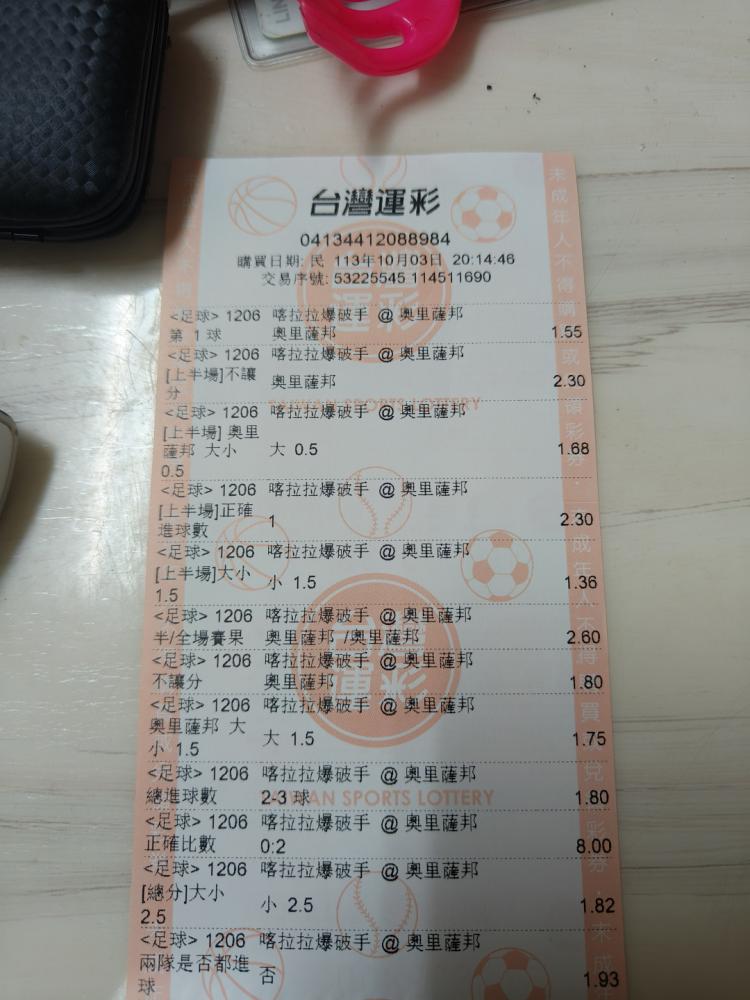 LIN
台灣運彩
04134412088984
購買日期: 民 113年10月03日 20:14:46
交易序號: 53225545 114511690
<足球> 1206 喀拉拉爆破手 @ 奧里薩邦
第 1 球 奧里薩邦 1.55
<足球> 1206 喀拉拉爆破手 @ 奧里薩邦
[上半場]不讓
分 奧里薩邦 2.30
<足球> 1206 喀拉拉爆破手 @ 奧里薩邦
[上半場] 奧里
薩邦 大小 大 0.5 1.68
0.5
<足球> 1206 喀拉拉爆破手 @ 奧里薩邦
[上半場]正確
進球數 1 2.30
<足球> 1206 喀拉拉爆破手 @ 奧里薩邦
[上半場]大小 小 1.5 1.36
1.5
<足球> 1206 喀拉拉爆破手 @ 奧里薩邦
半/全場賽果 奧里薩邦 /奧里薩邦 2.60
<足球> 1206 喀拉拉爆破手 @ 奧里薩邦
不讓分 奧里薩邦 1.80
<足球> 1206 喀拉拉爆破手 @ 奧里薩邦
奧里薩邦 大
小 1.5 大 1.5 1.75
<足球> 1206 喀拉拉爆破手 @ 奧里薩邦
總進球數 2-3 球 1.80
TAIWAN SPORTS LOTTERY
<足球> 1206 喀拉拉爆破手 @ 奧里薩邦
正確比數 0:2 8.00
<足球> 1206 喀拉拉爆破手 @ 奧里薩邦
[總分]大小 小 2.5 1.82
2.5
<足球> 1206 喀拉拉爆破手 @ 奧里薩邦
兩隊是否都進 否 1.93
球